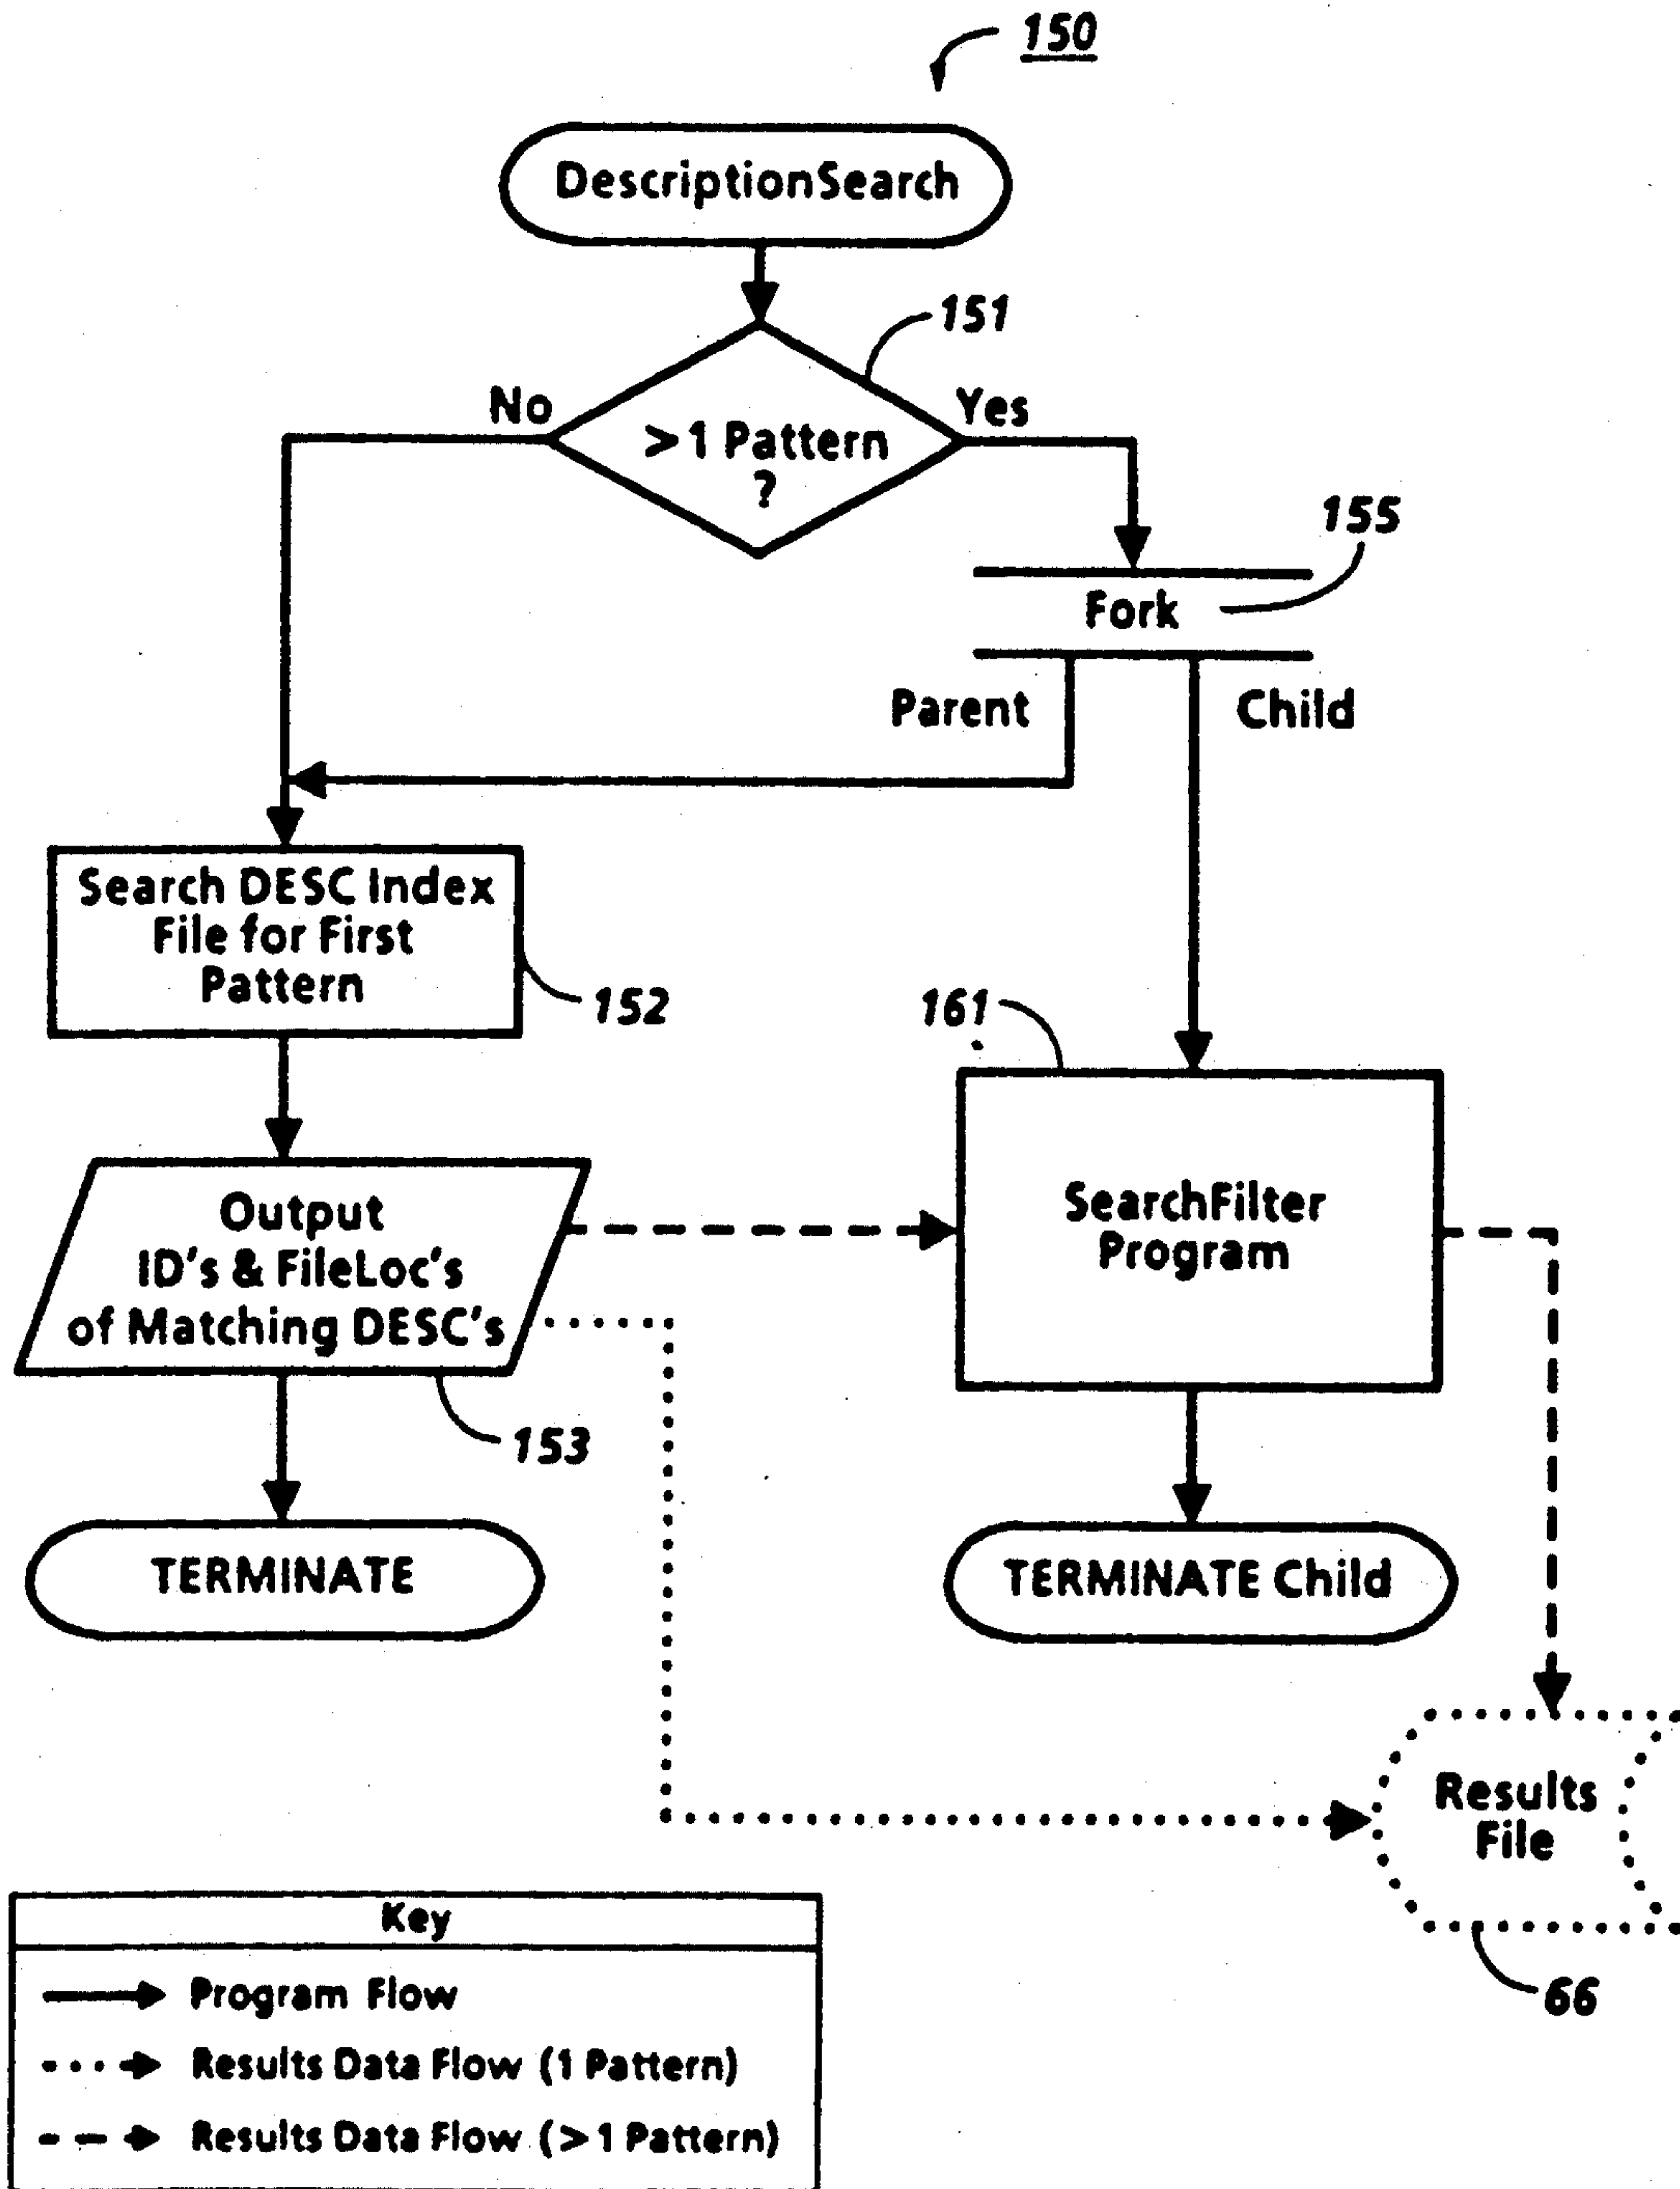 150
DescriptionSearch
151
No
Yes
>1 Pattern
?
155
Fork
Parent
Child
Search DESC Index
File for First
Pattern
152
161
Output
ID's & FileLoc's
of Matching DESC's
SearchFilter
Program
153
TERMINATE
TERMINATE Child
Results
File
66
Key
Program Flow
Results Data Flow (1 Pattern)
Results Data Flow (>1 Pattern)